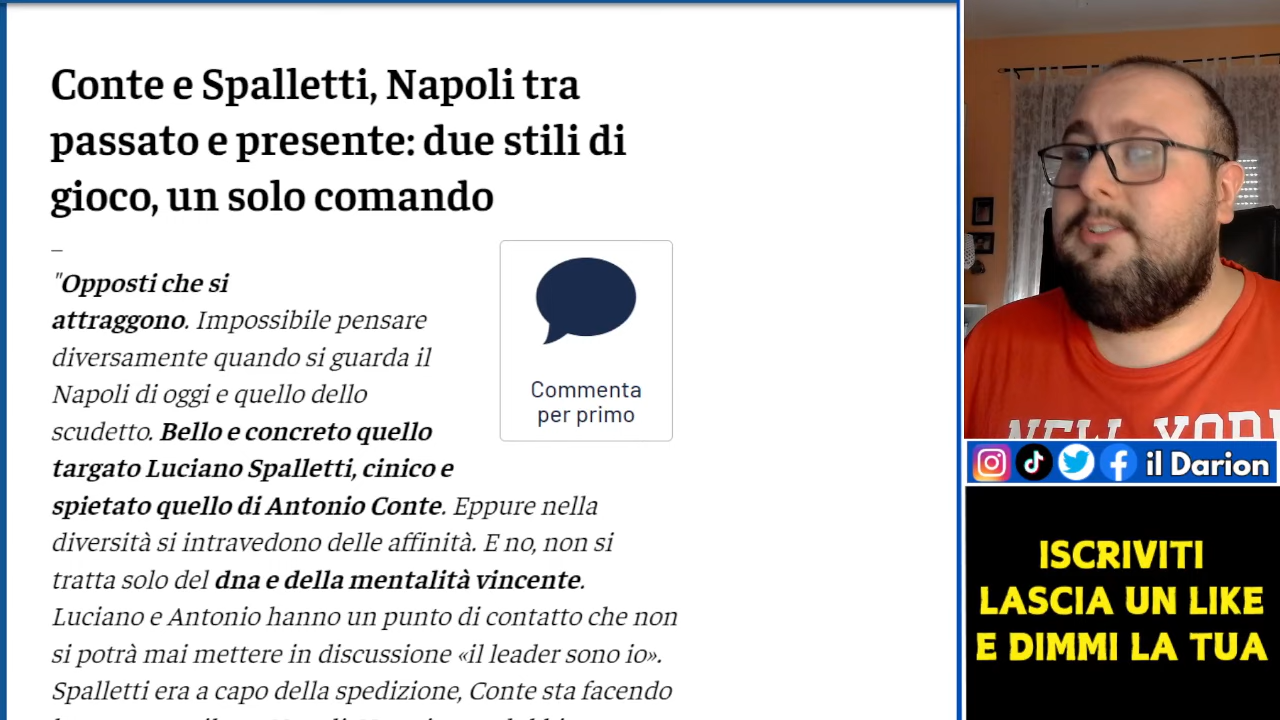 Conte e Spalletti, Napoli tra
passato e presente: due stili di
gioco, un solo comando
–
"Opposti che si
attraggono. Impossibile pensare
diversamente quando si guarda il
Napoli di oggi e quello dello
scudetto. Bello e concreto quello
targato Luciano Spalletti, cinico e
spietato quello di Antonio Conte. Eppure nella
diversità si intravedono delle affinità. E no, non si
tratta solo del dna e della mentalità vincente.
Luciano e Antonio hanno un punto di contatto che non
si potrà mai mettere in discussione «il leader sono io».
Spalletti era a capo della spedizione, Conte sta facendo
Commenta
per primo
NEW YORK
il Darion
ISCRIVITI
LASCIA UN LIKE
E DIMMI LA TUA